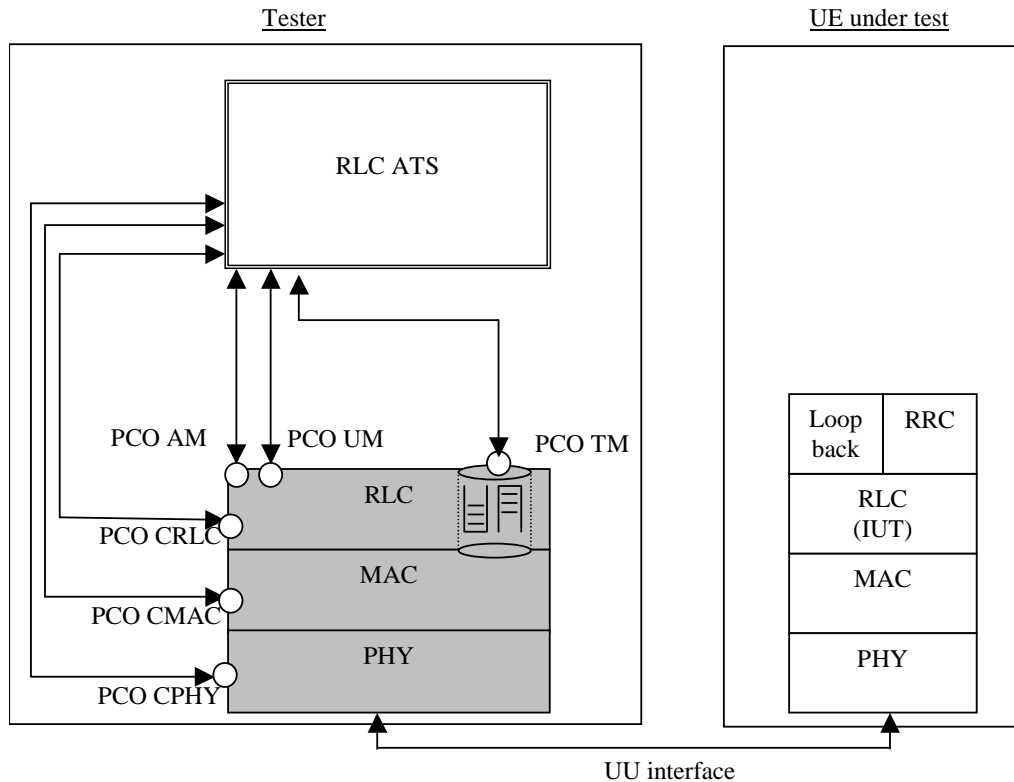 Tester
UE under test
RLC ATS
PCO AM
PCO UM
PCO TM
Loop
back
RRC
RLC
RLC
(IUT)
PCO CRLC
MAC
MAC
PCO CMAC
PHY
PHY
PCO CPHY
UU interface